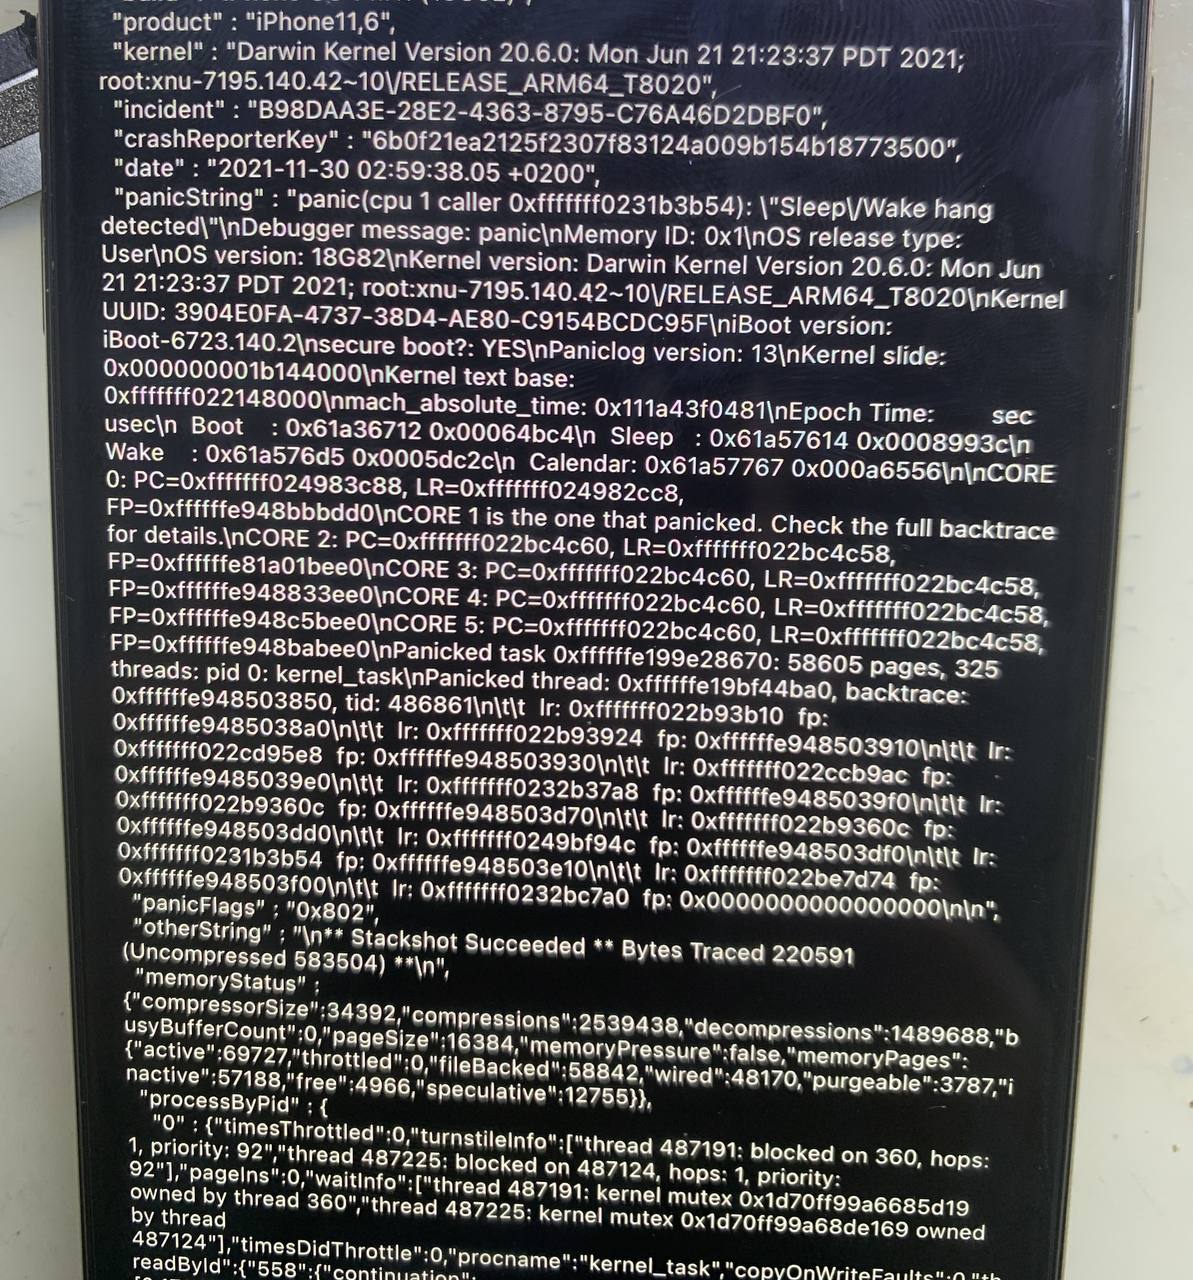 "product" : "iPhone11,6",
"kernel" : "Darwin Kernel Version 20.6.0: Mon Jun 21 21:23:37 PDT 2021;
root:xnu-7195.140.42~10\/RELEASE_ARM64_T8020",
"incident" : "B98DAA3E-28E2-4363-8795-C76A46D2DBF0",
"crashReporterKey" : "6b0f21ea2125f2307f83124a009b154b18773500",
"date" : "2021-11-30 02:59:38.05 +0200",
"panicString" : "panic(cpu 1 caller 0xfffffff0231b3b54): \"Sleep\/Wake hang
detected\"\nDebugger message: panic\nMemory ID: 0x1\nOS release type:
User\nOS version: 18G82\nKernel version: Darwin Kernel Version 20.6.0: Mon Jun
21 21:23:37 PDT 2021; root:xnu-7195.140.42~10\/RELEASE_ARM64_T8020\nKernel
UUID: 3904E0FA-4737-38D4-AE80-C9154BCDC95F\niBoot version:
iBoot-6723.140.2\nsecure boot?: YES\nPaniclog version: 13\nKernel slide:
0x000000001b144000\nKernel text base:
0xfffffff022148000\nmach_absolute_time: 0x111a43f0481\nEpoch Time: sec
usec\n Boot : 0x61a36712 0x00064bc4\n Sleep : 0x61a57614 0x0008993c\n
Wake : 0x61a576d5 0x0005dc2c\n Calendar: 0x61a57767 0x000a6556\n\nCORE
0: PC=0xfffffff024983c88, LR=0xfffffff024982cc8,
FP=0xffffffe948bbbdd0\nCORE 1 is the one that panicked. Check the full backtrace
for details.\nCORE 2: PC=0xfffffff022bc4c60, LR=0xfffffff022bc4c58,
FP=0xffffffe81a01bee0\nCORE 3: PC=0xfffffff022bc4c60, LR=0xfffffff022bc4c58,
FP=0xffffffe948833ee0\nCORE 4: PC=0xfffffff022bc4c60, LR=0xfffffff022bc4c58,
FP=0xffffffe948c5bee0\nCORE 5: PC=0xfffffff022bc4c60, LR=0xfffffff022bc4c58,
FP=0xffffffe948babee0\nPanicked task 0xffffffe199e28670: 58605 pages, 325
threads: pid 0: kernel_task\nPanicked thread: 0xffffffe19bf44ba0, backtrace:
0xffffffe948503850, tid: 486861\n\t\t lr: 0xfffffff022b93b10 fp:
0xffffffe9485038a0\n\t\t lr: 0xfffffff022b93924 fp: 0xffffffe948503910\n\t\t lr:
0xfffffff022cd95e8 fp: 0xffffffe948503930\n\t\t lr: 0xfffffff022ccb9ac fp:
0xffffffe9485039e0\n\t\t lr: 0xfffffff0232b37a8 fp: 0xffffffe9485039f0\n\t\t lr:
0xfffffff022b9360c fp: 0xffffffe948503d70\n\t\t lr: 0xfffffff022b9360c fp:
0xffffffe948503dd0\n\t\t lr: 0xfffffff0249bf94c fp: 0xffffffe948503df0\n\t\t lr:
0xfffffff0231b3b54 fp: 0xffffffe948503e10\n\t\t lr: 0xfffffff022be7d74 fp:
0xffffffe948503f00\n\t\t lr: 0xfffffff0232bc7a0 fp: 0x0000000000000000\n\n",
"panicFlags" : "0x802",
"otherString" : "\n** Stackshot Succeeded ** Bytes Traced 220591
(Uncompressed 583504) **\n",
"memoryStatus" :
{"compressorSize":34392,"compressions":2539438,"decompressions":1489688,"b
usyBufferCount":0,"pageSize":16384,"memoryPressure":false,"memoryPages":
{"active":69727,"throttled":0,"fileBacked":58842,"wired":48170,"purgeable":3787,"i
nactive":57188,"free":4966,"speculative":12755}},
"processByPid" : {
"0" : {"timesThrottled":0,"turnstileInfo":["thread 487191: blocked on 360, hops:
1, priority: 92","thread 487225: blocked on 487124, hops: 1, priority:
92"],"pageIns":0,"waitInfo":["thread 487191: kernel mutex 0x1d70ff99a6685d19
owned by thread 360","thread 487225: kernel mutex 0x1d70ff99a68de169 owned
by thread
487124"],"timesDidThrottle":0,"procname":"kernel_task","copyOnWriteFaults":0,"th
readById":{"558":{"continuation":